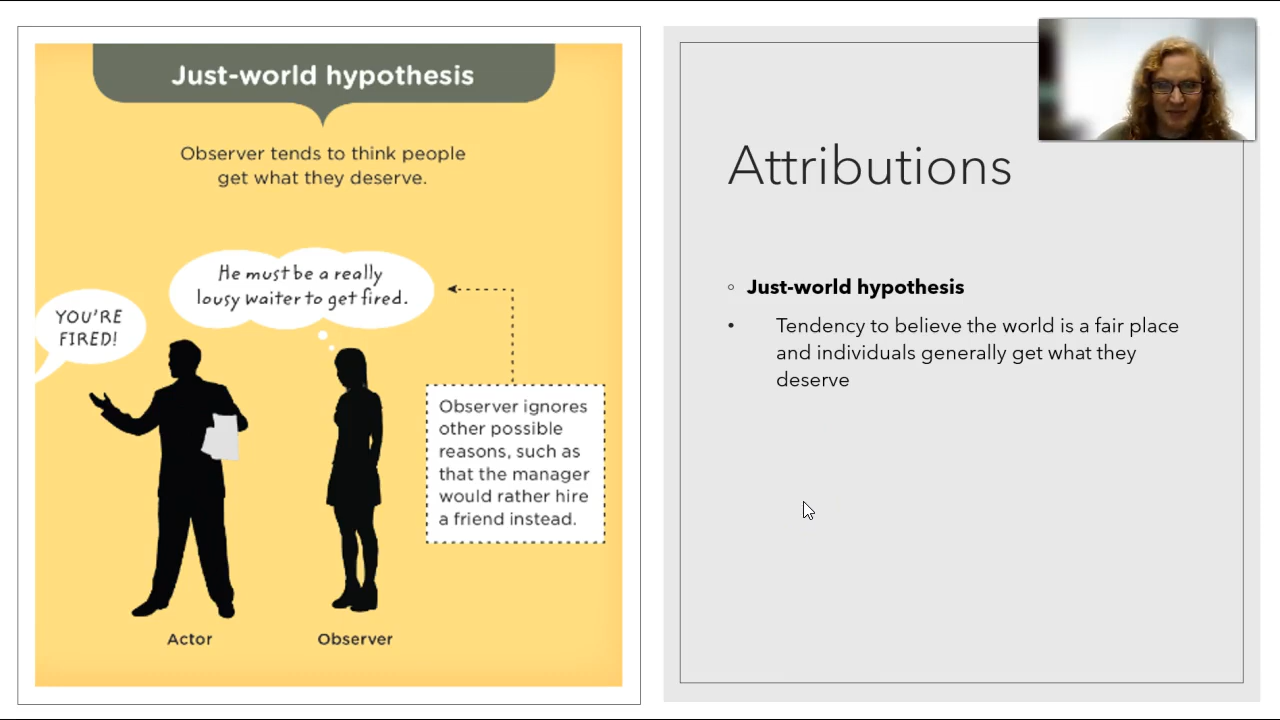 Just-world hypothesis
Observer tends to think people
get what they deserve.
He must be a really
lousy waiter to get fired.
YOU'RE
FIRED!
Observer ignores
other possible
reasons, such as
that the manager
would rather hire
a friend instead.
Actor
Observer
Attributions
Just-world hypothesis
Tendency to believe the world is a fair place
and individuals generally get what they
deserve